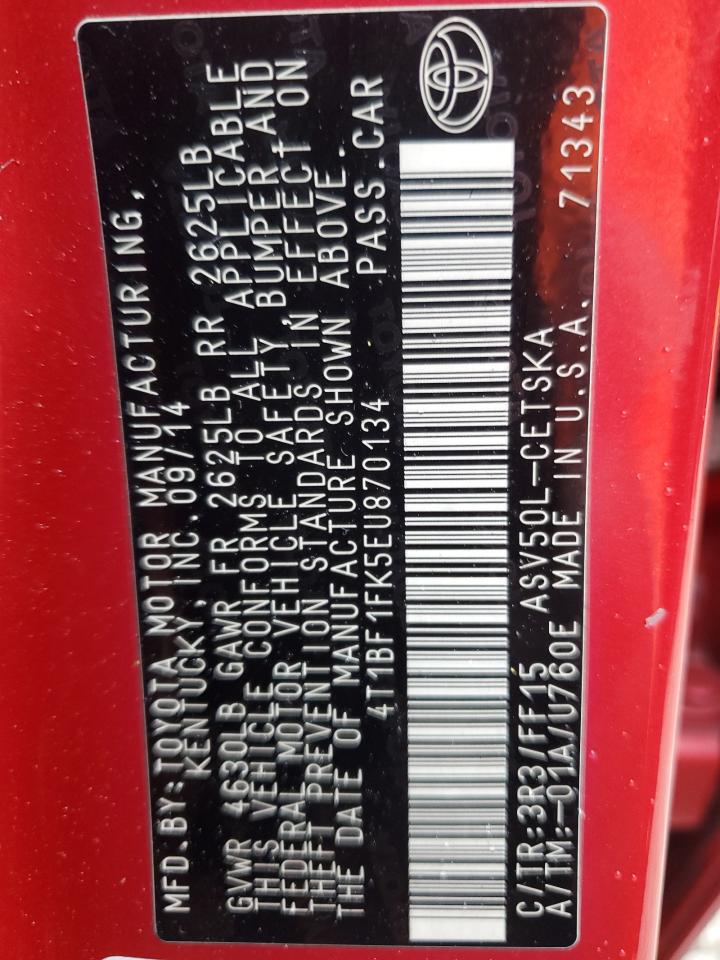 MFD.BY:TOYOTA MOTOR MANUFACTURING,
KENTUCKY, INC.09/14
GVWR 4630LB GAWR FR 2625LB RR 2625LB
THIS VEHICLE CONFORMS TO ALL APPLICABLE
FEDERAL MOTOR VEHICLE SAFETY, BUMPER AND
THEFT PREVENTION STANDARDS IN EFFECT ON
THE DATE OF MANUFACTURE SHOWN ABOVE.
4T1BF1FK5EU870134 PASS.CAR
C/TR:3R3/FF15 ASV50L-CETSKA
A/TM:-01A/U760E MADE IN U.S.A. 71343